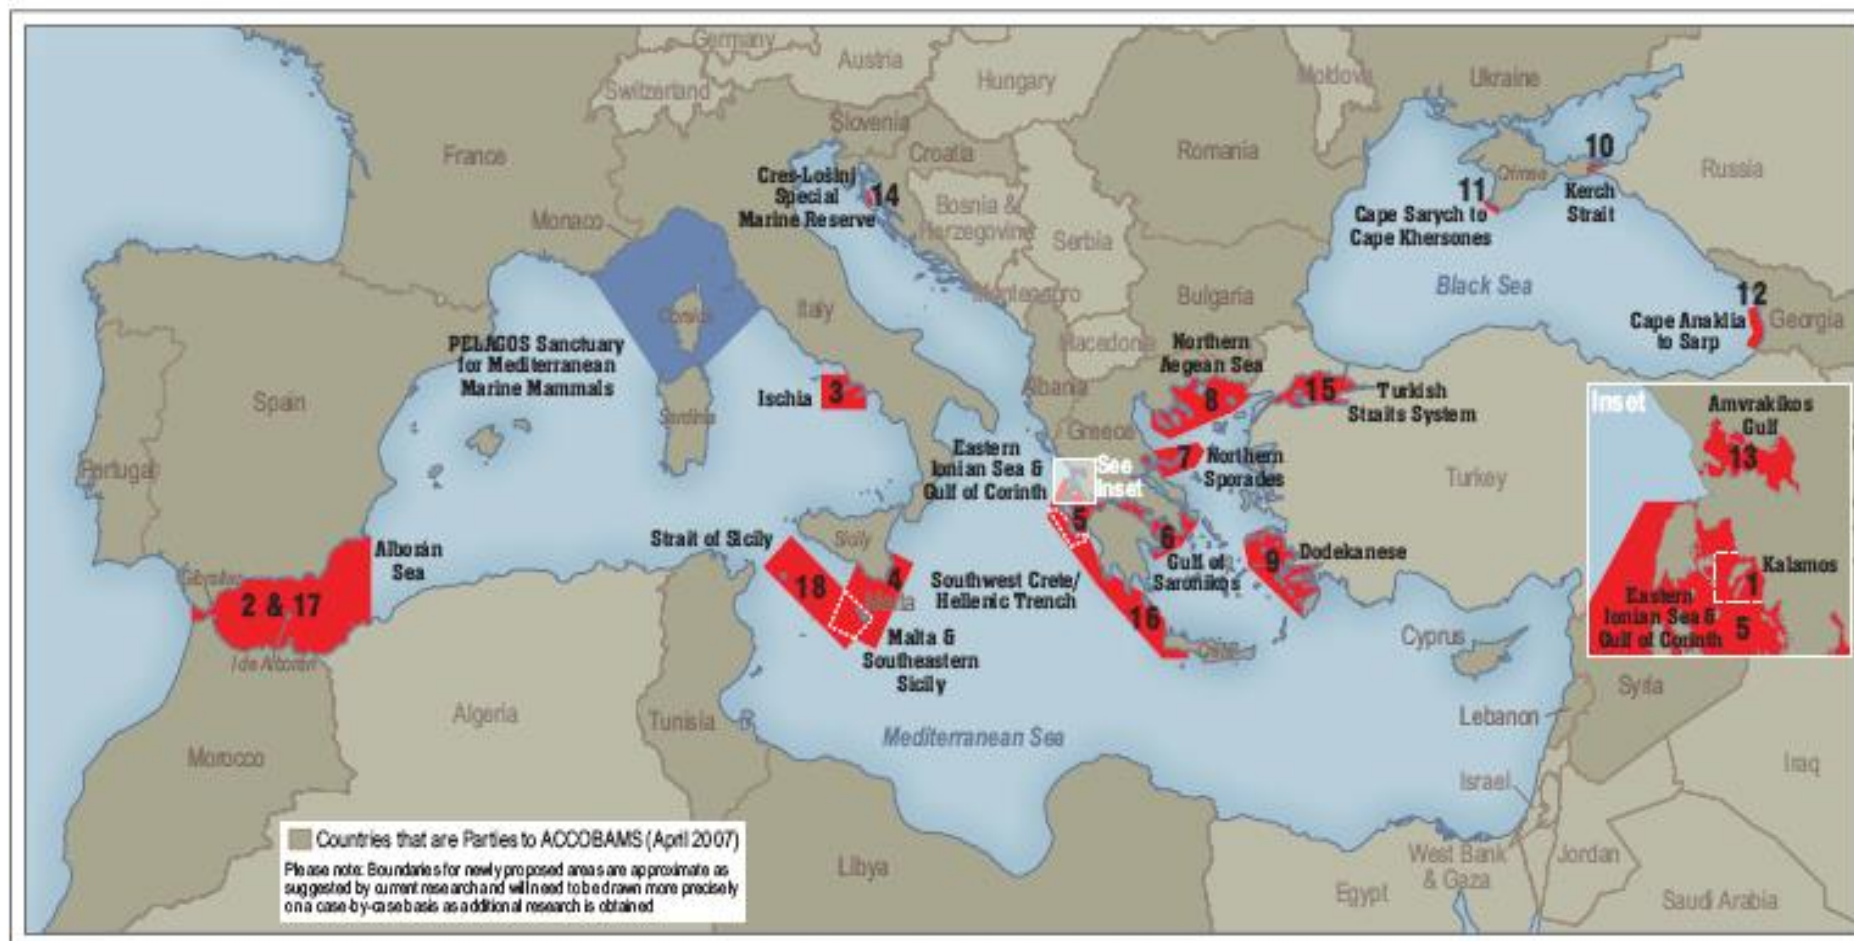 Germany
Austria
Switzerland
Hungary
Moldova
Ukraine
Slovenia
Croatia
France
Romania
Russia
10
Crimea
Kerch
Strait
11
Cape Sarych to
Cape Khersones
Cres-Lošinj
Special
Marine Reserve
14
Bosnia &
Herzegovina
Serbia
Monaco
Montenegro
Bulgaria
Black Sea
12
Cape Anaklia
to Sarp
Georgia
Italy
Corsica
PELAGOS Sanctuary
for Mediterranean
Marine Mammals
Macedonia
Albania
Northern
Aegean Sea
8
15
Turkish
Straits System
Ischia
3
Spain
Portugal
Sardinia
Greece
7
Northern
Sporades
Turkey
Eastern
Ionian Sea &
Gulf of Corinth
See
Inset
5
6
Gulf of
Saronikos
9
Dodekanese
Inset
Amvrakikos
Gulf
13
Kalamos
1
Eastern
Ionian Sea &
Gulf of Corinth
5
Alborán
Sea
Gibraltar
2 & 17
I de Alborán
Strait of Sicily
Sicily
18
4
Malta
Malta &
Southeastern
Sicily
Southwest Crete/
Hellenic Trench
16
Crete
Cyprus
Syria
Lebanon
Israel
Iraq
Algeria
Tunisia
Morocco
Mediterranean Sea
Libya
Egypt
West Bank
& Gaza
Jordan
Saudi Arabia
Countries that are Parties to ACCOBAMS (April 2007)
Please note: Boundaries for newly proposed areas are approximate as
suggested by current research and will need to be drawn more precisely
on a case-by-case basis as additional research is obtained